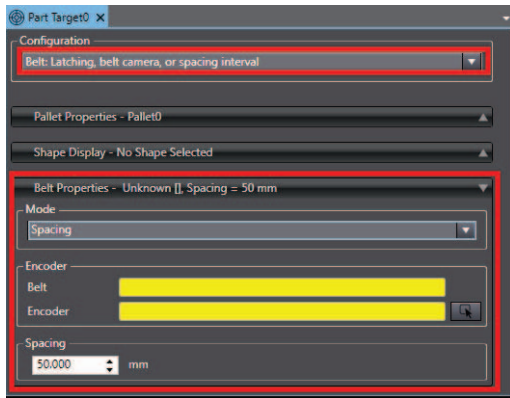 Part Target0
Configuration
Belt: Latching, belt camera, or spacing interval
Pallet Properties - Pallet0
Shape Display - No Shape Selected
Belt Properties - Unknown [], Spacing = 50 mm
Mode
Spacing
Encoder
Belt
Encoder
Spacing
50.000 mm